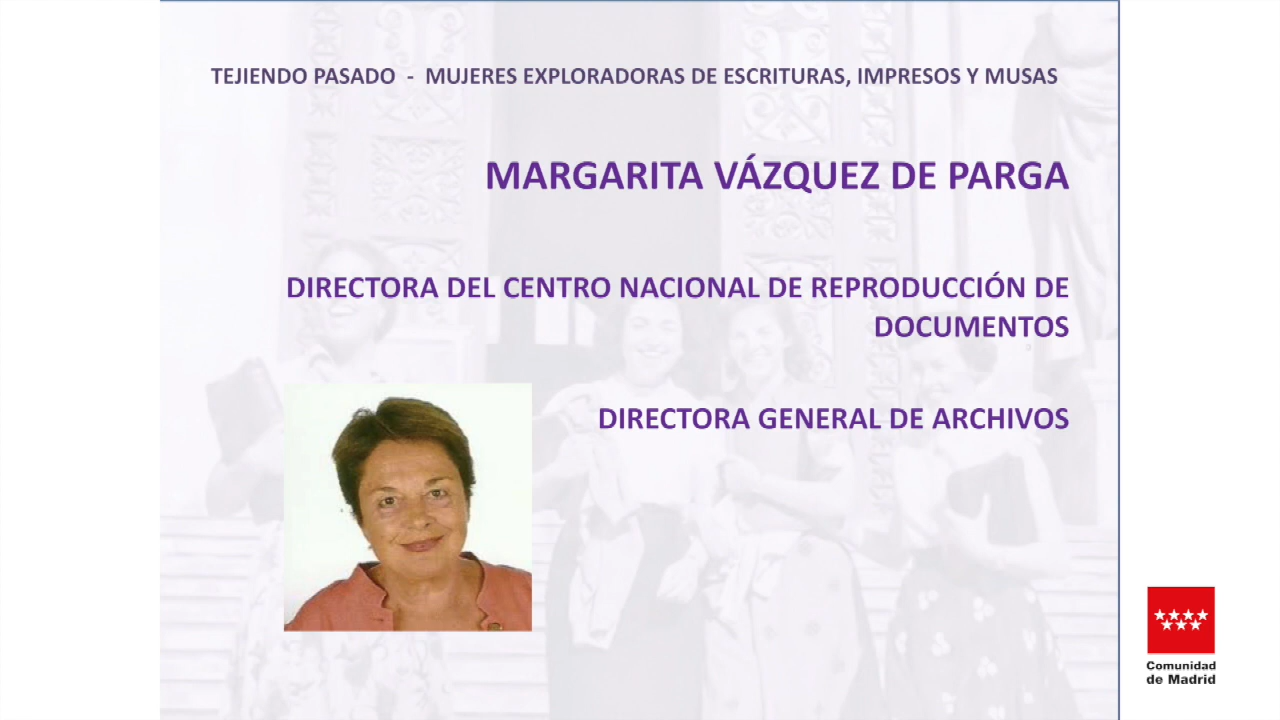 TEJIENDO PASADO - MUJERES EXPLORADORAS DE ESCRITURAS, IMPRESOS Y MUSAS
MARGARITA VÁZQUEZ DE PARGA
DIRECTORA DEL CENTRO NACIONAL DE REPRODUCCIÓN DE
DOCUMENTOS
DIRECTORA GENERAL DE ARCHIVOS
Comunidad
de Madrid